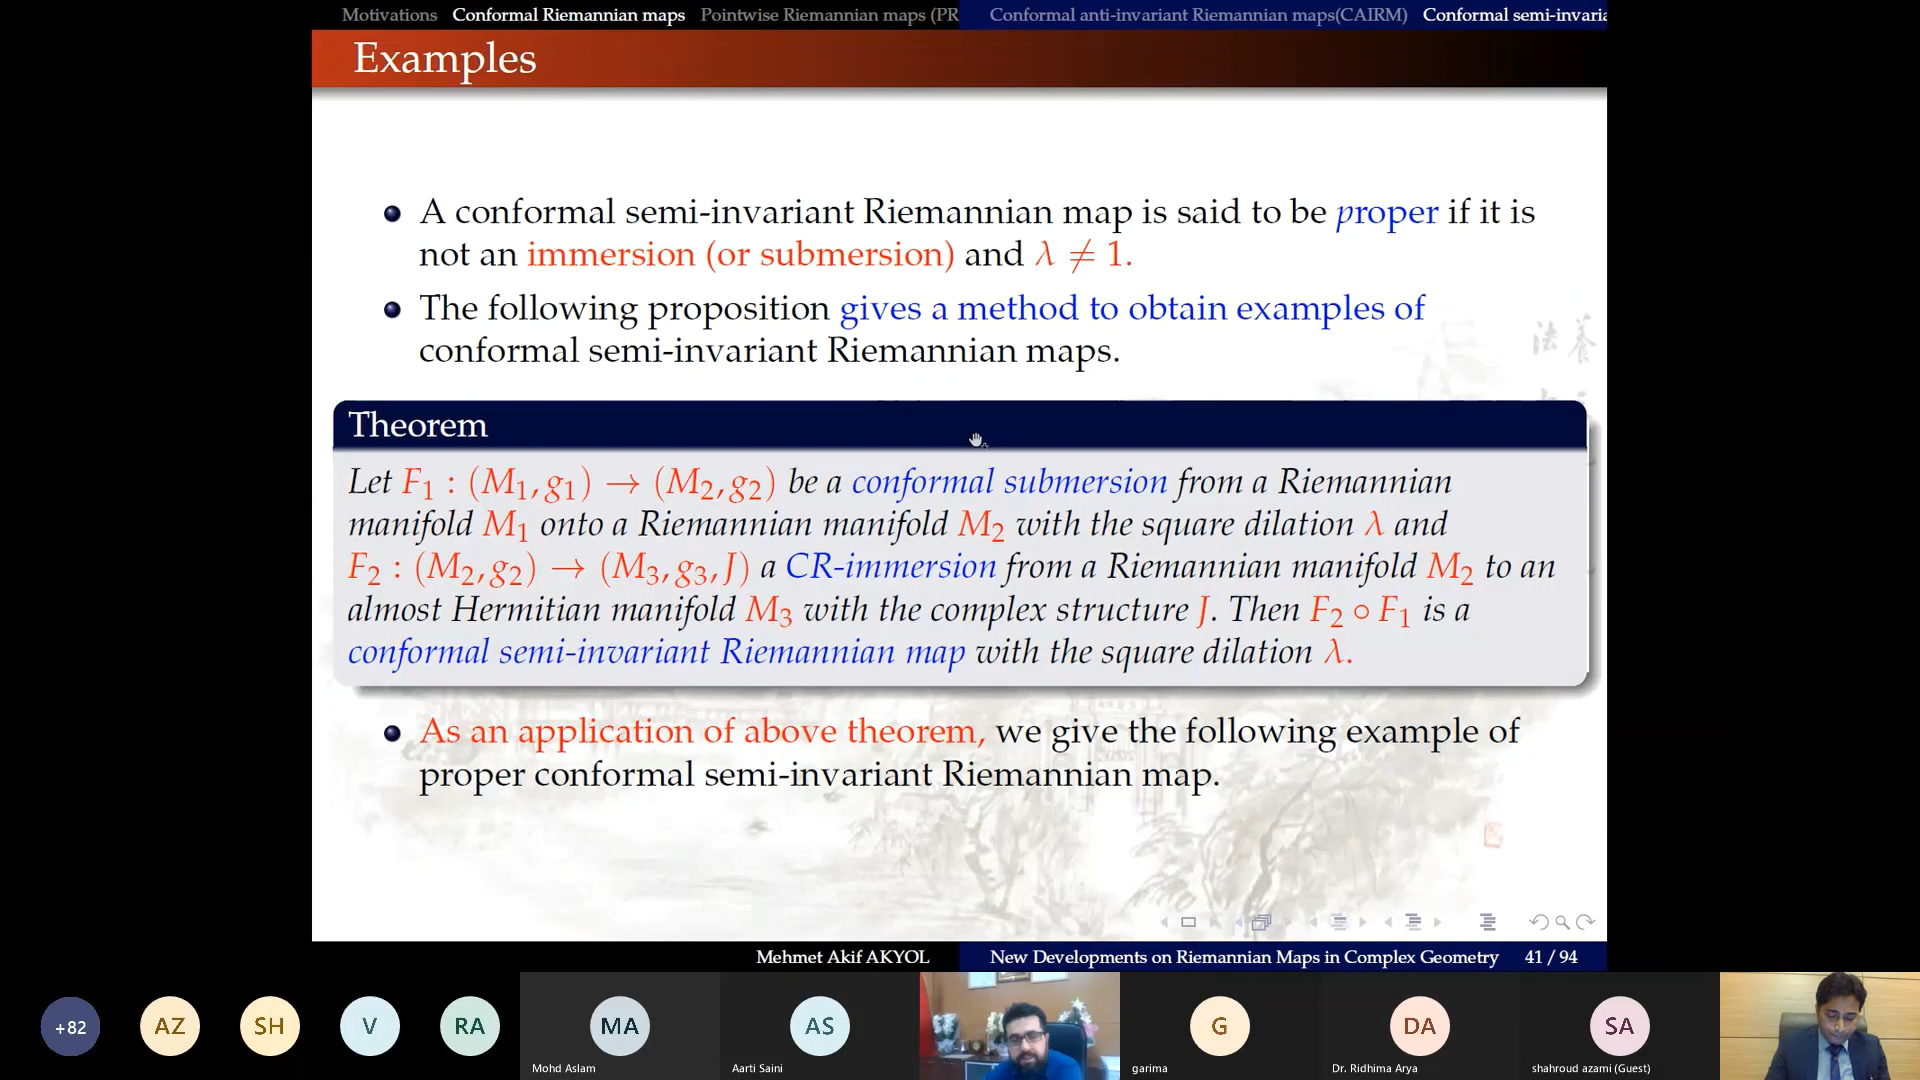 Motivations Conformal Riemannian maps Pointwise Riemannian maps (PR Conformal anti-invariant Riemannian maps(CAIRM) Conformal semi-invaria
Examples
A conformal semi-invariant Riemannian map is said to be proper if it is
not an immersion (or submersion) and λ ≠ 1.
The following proposition gives a method to obtain examples of
conformal semi-invariant Riemannian maps.
法 養
Theorem
Let F₁ : (M₁, g₁) → (M₂, g₂) be a conformal submersion from a Riemannian
manifold M₁ onto a Riemannian manifold M₂ with the square dilation λ and
F₂ : (M₂, g₂) → (M₃, g₃, J) a CR-immersion from a Riemannian manifold M₂ to an
almost Hermitian manifold M₃ with the complex structure J. Then F₂ ∘ F₁ is a
conformal semi-invariant Riemannian map with the square dilation λ.
As an application of above theorem, we give the following example of
proper conformal semi-invariant Riemannian map.
Mehmet Akif AKYOL New Developments on Riemannian Maps in Complex Geometry 41 / 94
+82 AZ SH V RA MA AS G DA SA
Mohd Aslam Aarti Saini garima Dr. Ridhima Arya shahroud azami (Guest)